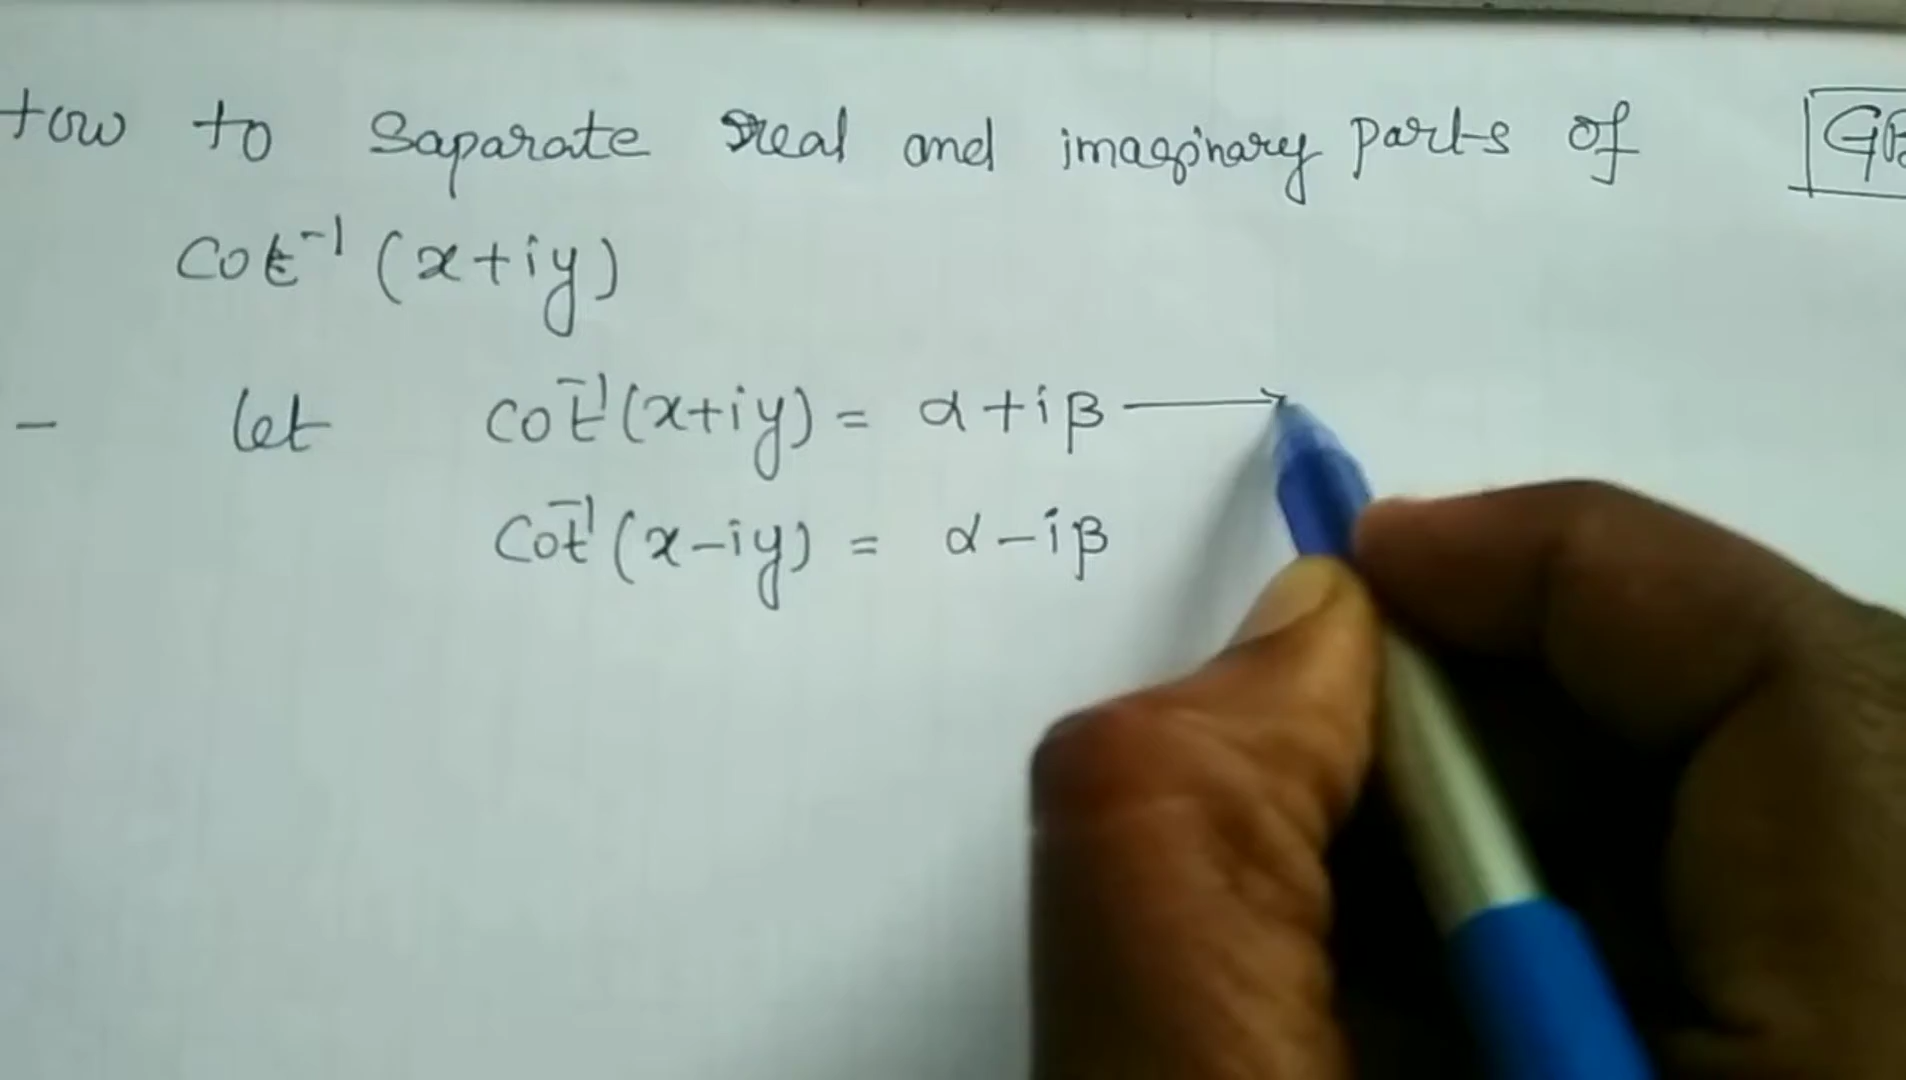 to Saparate real and imaginary parts of
Cot⁻¹ (x+iy)
- let Cot⁻¹(x+iy) = α+iβ ⟶
Cot⁻¹(x-iy) = α-iβ